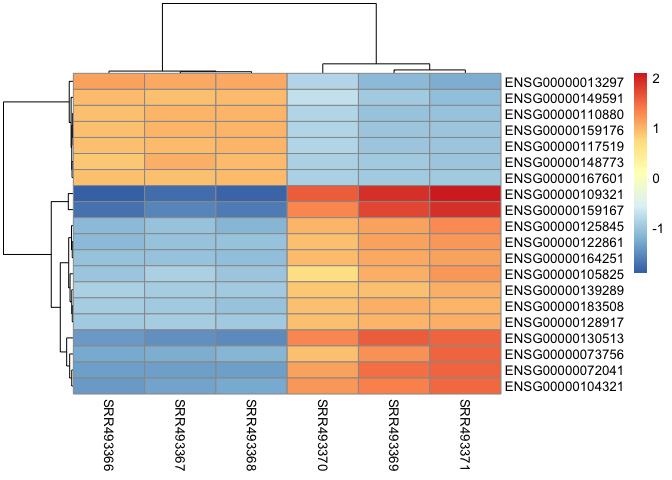 ENSG00000013297
ENSG00000149591
ENSG00000110880
ENSG00000159176
ENSG00000117519
ENSG00000148773
ENSG00000167601
ENSG00000109321
ENSG00000159167
ENSG00000125845
ENSG00000122861
ENSG00000164251
ENSG00000105825
ENSG00000139289
ENSG00000183508
ENSG00000128917
ENSG00000130513
ENSG00000073756
ENSG00000072041
ENSG00000104321
2
1
0
-1
SRR493366
SRR493367
SRR493368
SRR493370
SRR493369
SRR493371